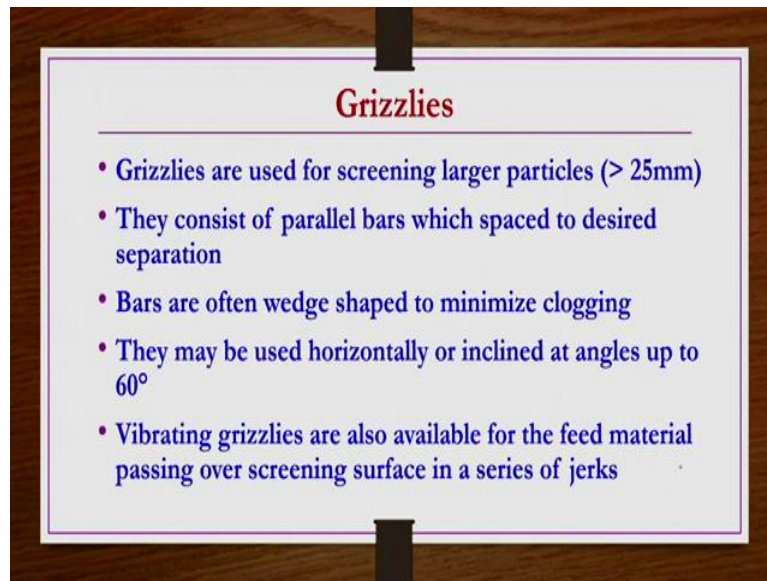 Grizzlies
• Grizzlies are used for screening larger particles (> 25mm)
• They consist of parallel bars which spaced to desired
separation
• Bars are often wedge shaped to minimize clogging
• They may be used horizontally or inclined at angles up to
60°
• Vibrating grizzlies are also available for the feed material
passing over screening surface in a series of jerks